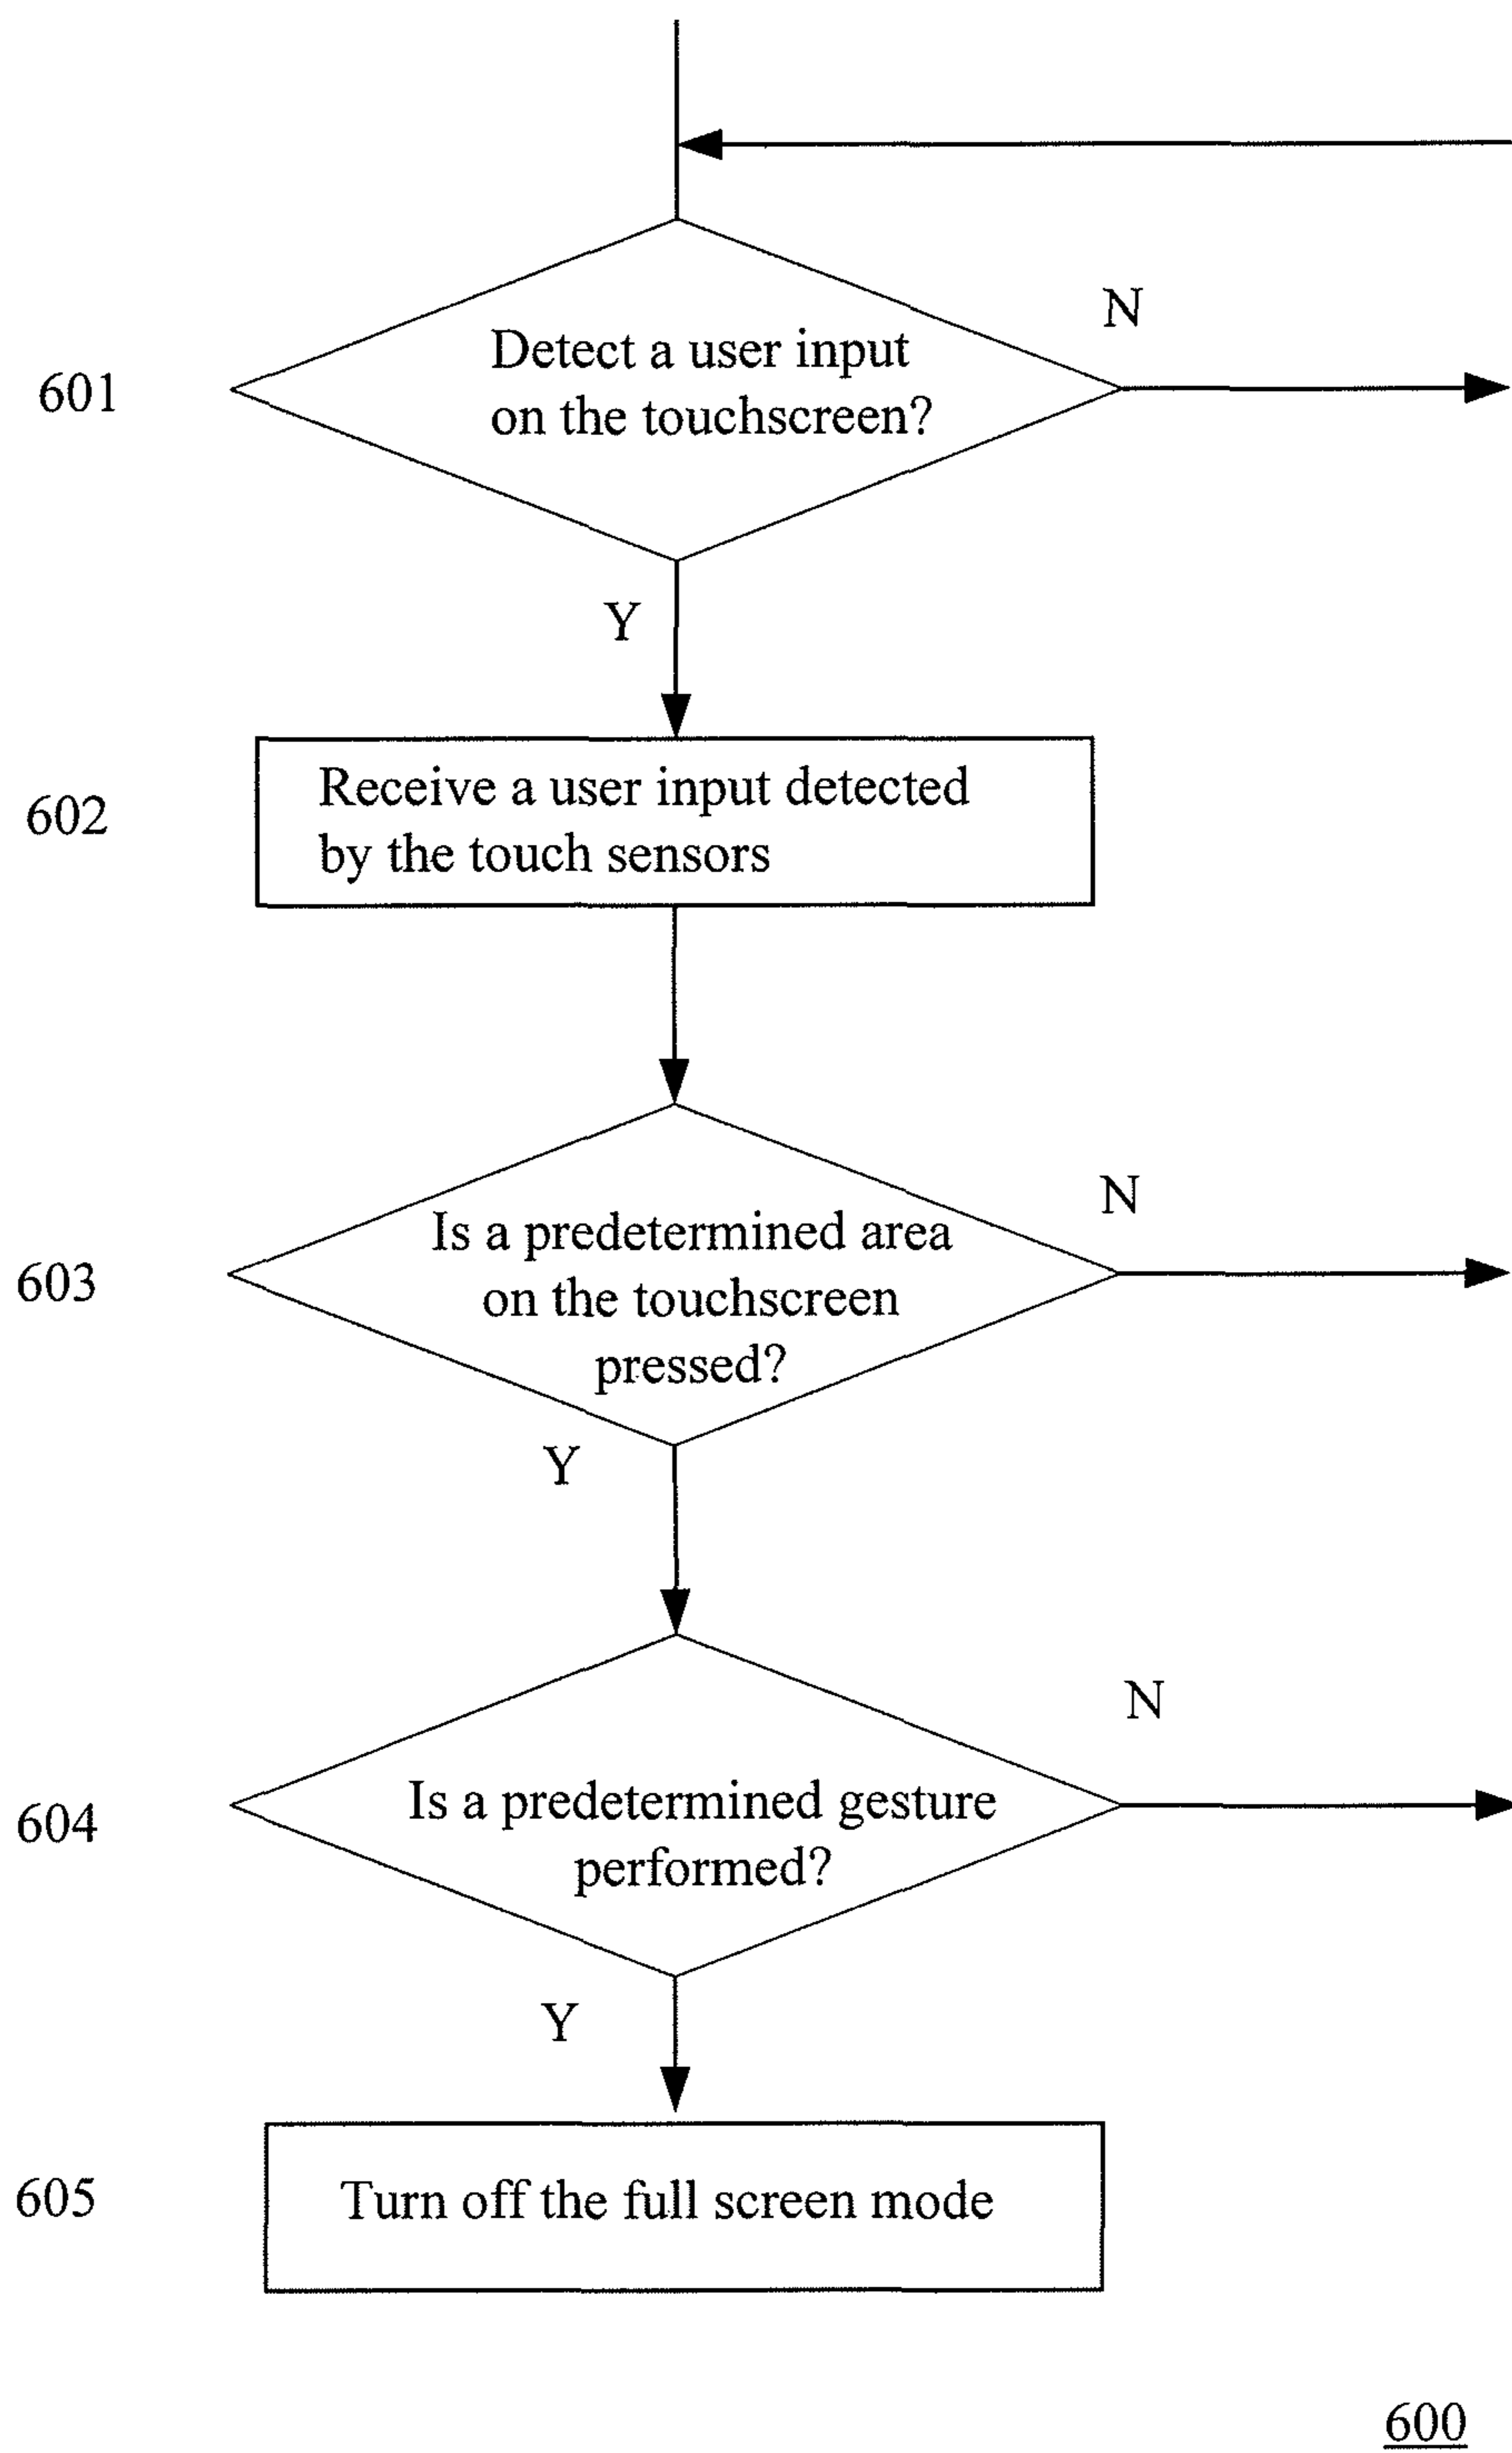 N
601
Detect a user input
on the touchscreen?
Y
602
Receive a user input detected
by the touch sensors
N
603
Is a predetermined area
on the touchscreen
pressed?
Y
N
604
Is a predetermined gesture
performed?
Y
605
Turn off the full screen mode
600